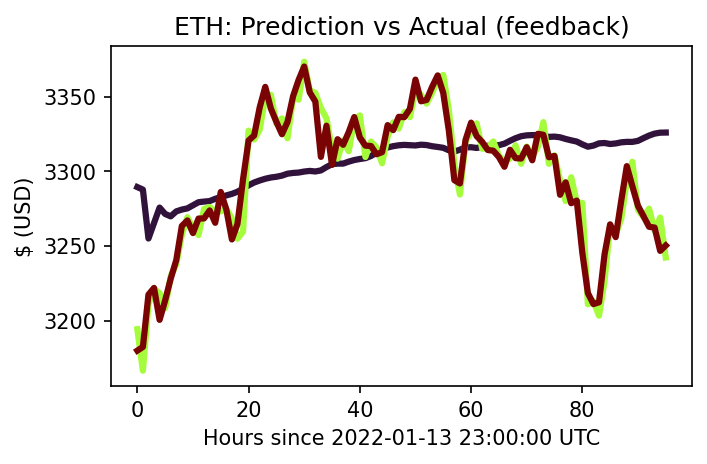 ETH: Prediction vs Actual (feedback)
$ (USD)
3350
3300
3250
3200
0 20 40 60 80
Hours since 2022-01-13 23:00:00 UTC